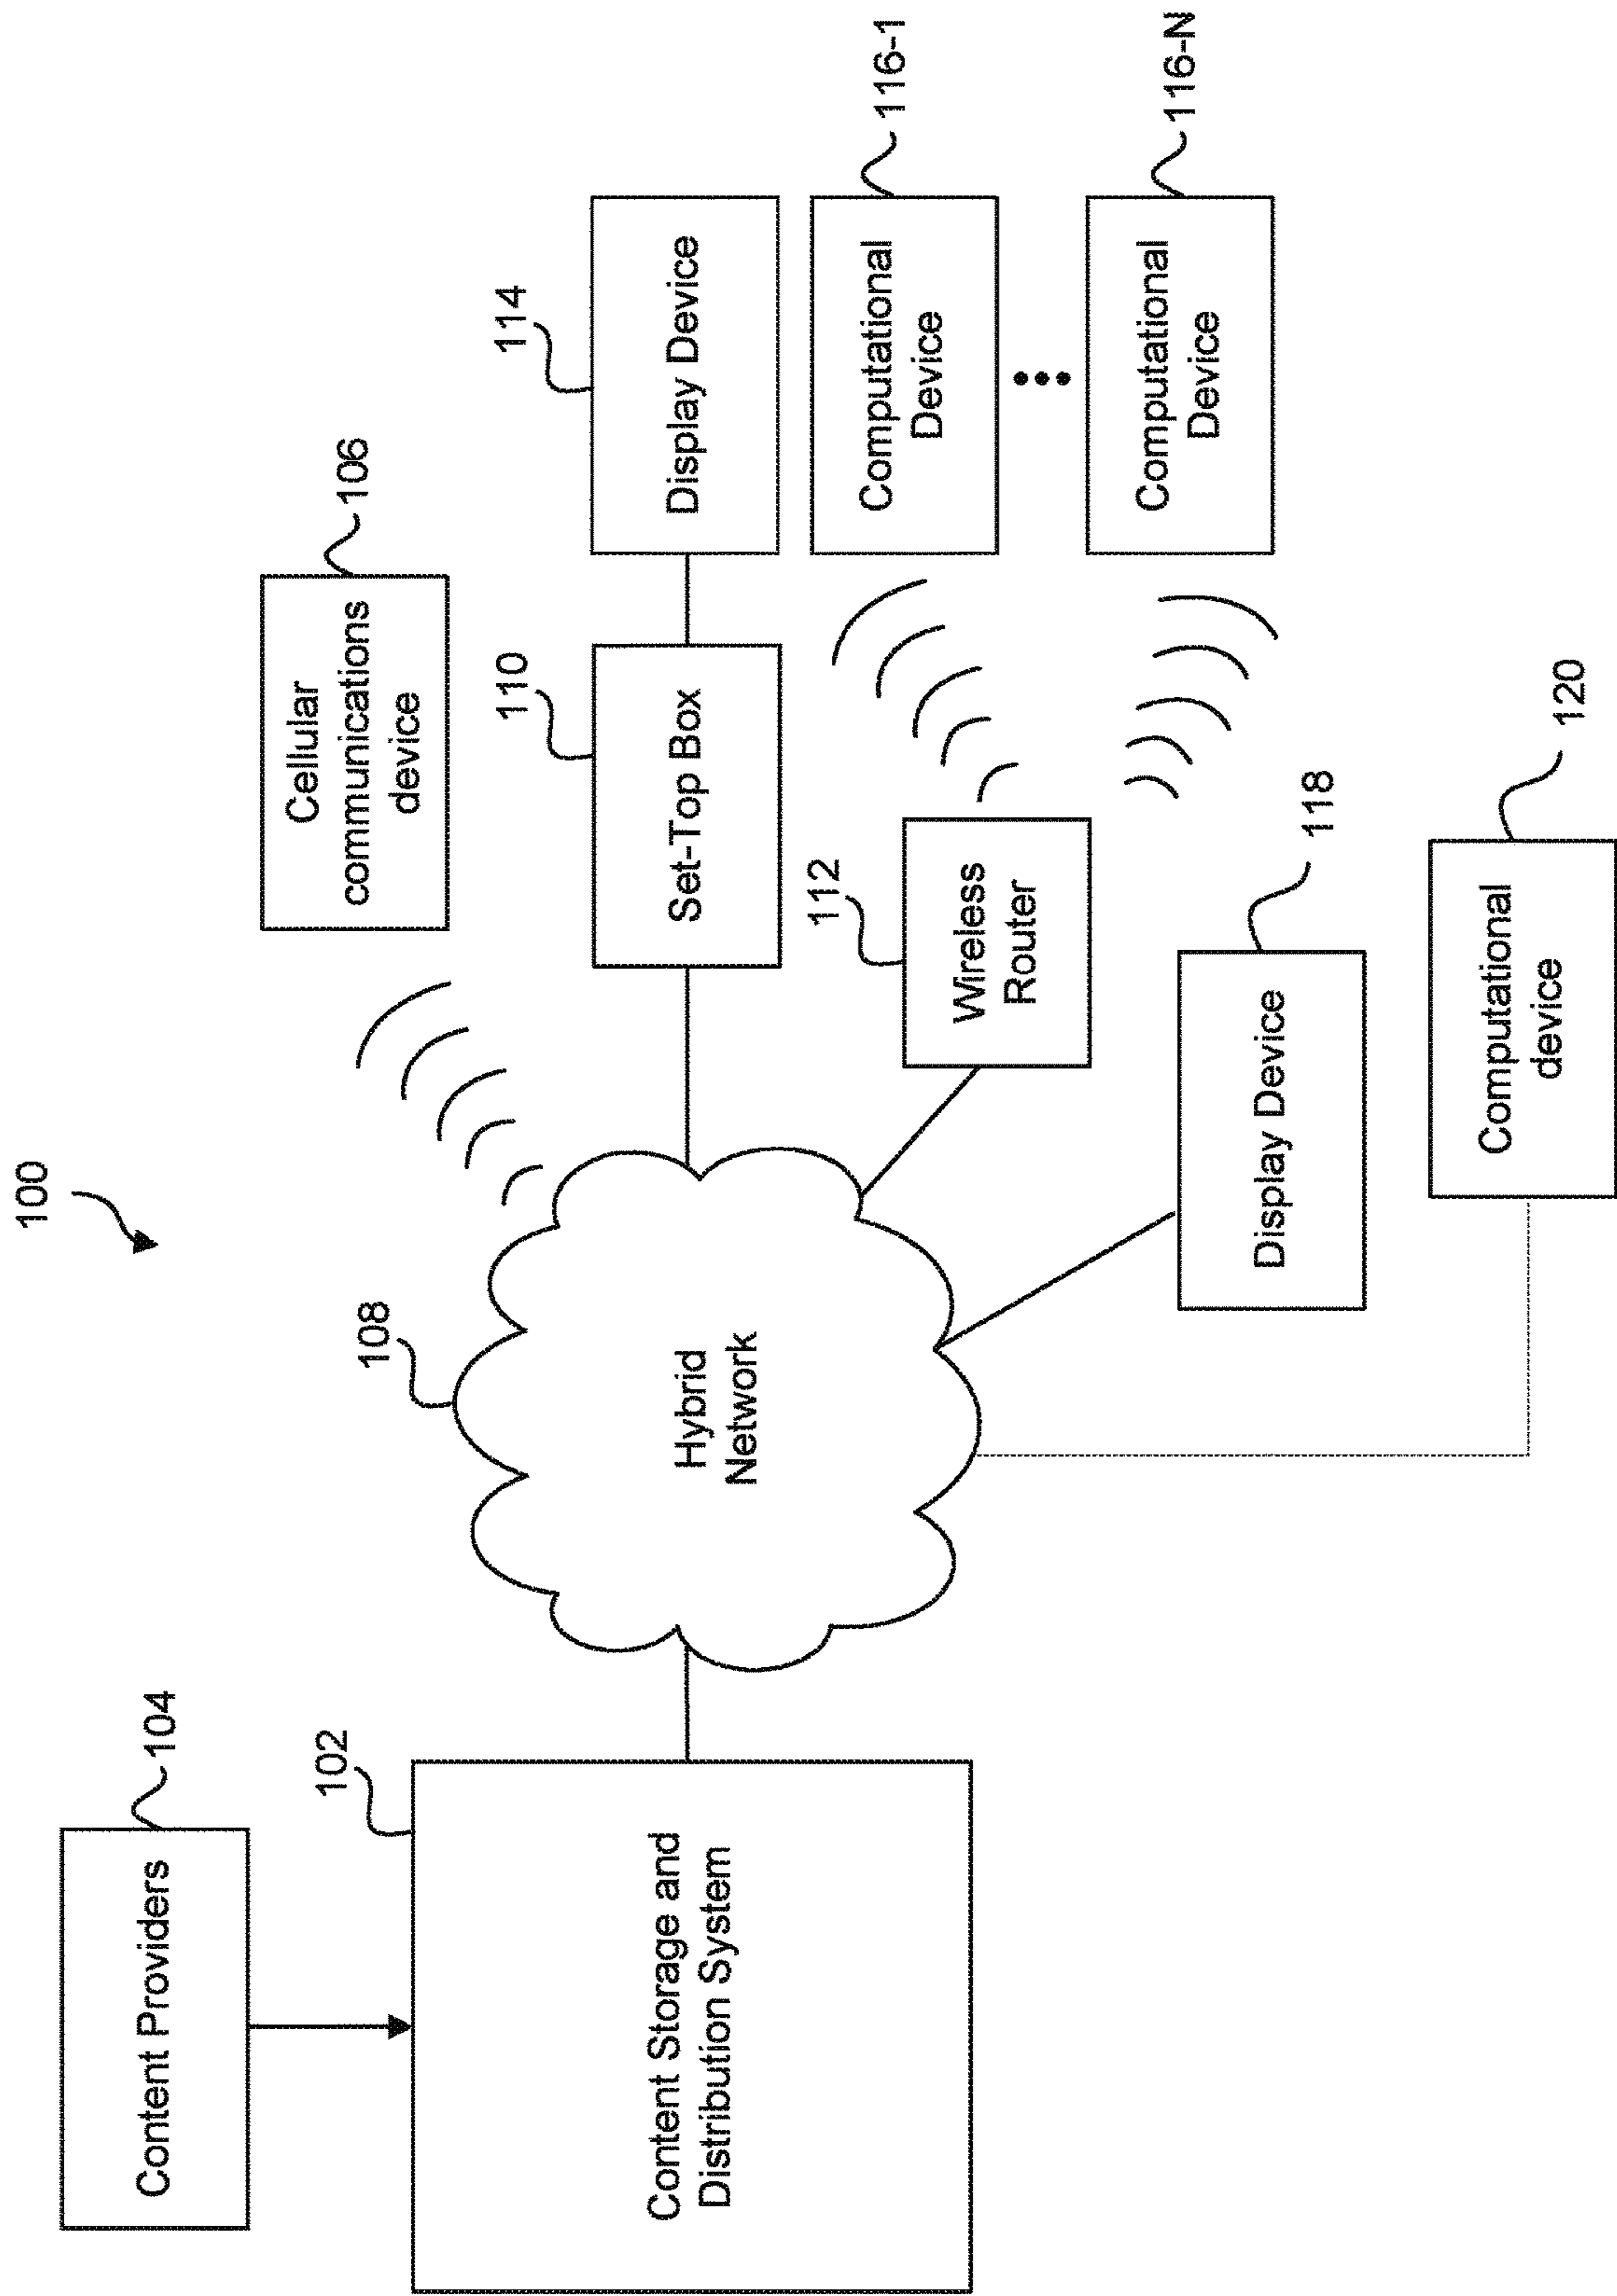 100
Content Providers
104
102
Content Storage and
Distribution System
108
Hybrid
Network
Cellular
communications
device
106
110
Set-Top Box
114
Display Device
112
Wireless
Router
Computational
Device
116-1
Computational
Device
116-N
Display Device
118
Computational
device
120